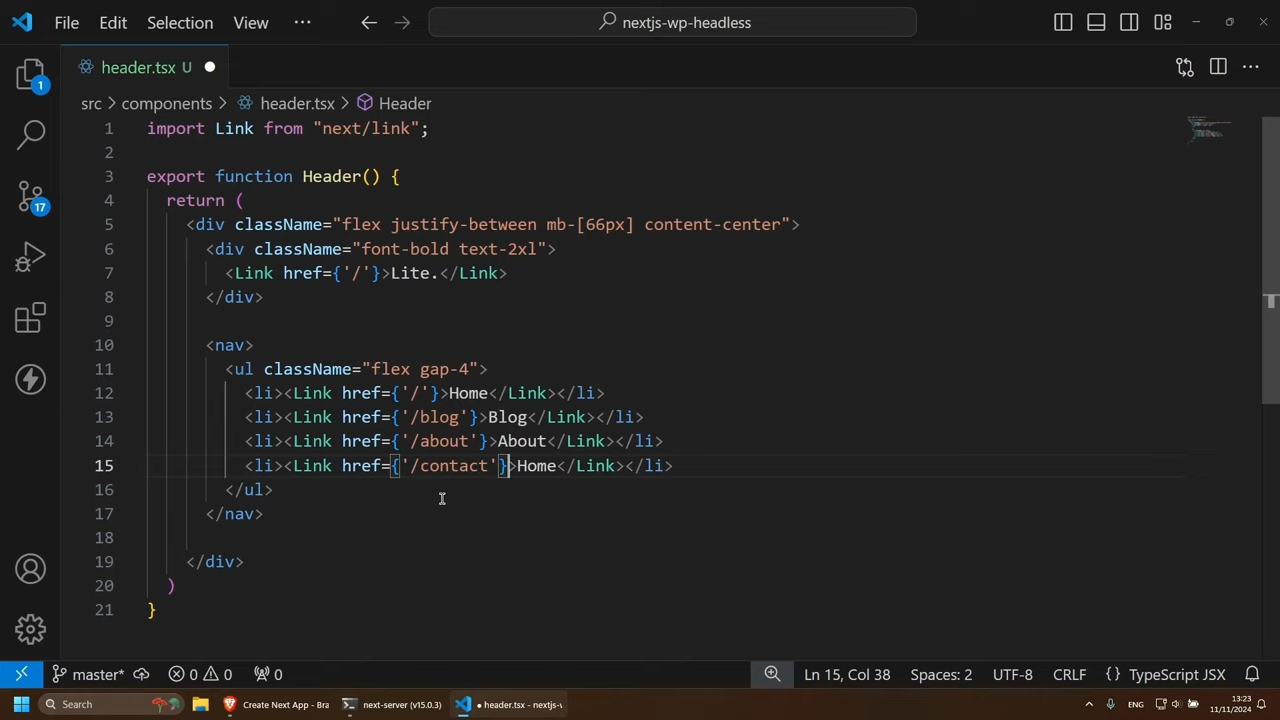 File Edit Selection View ··· nextjs-wp-headless
header.tsx U
1
src > components > header.tsx > Header
1 import Link from "next/link";
2
3 export function Header() {
4 return (
5 <div className="flex justify-between mb-[66px] content-center">
6 <div className="font-bold text-2xl">
7 <Link href={'/'}>Lite.</Link>
8 </div>
9
10 <nav>
11 <ul className="flex gap-4">
12 <li><Link href={'/'}>Home</Link></li>
13 <li><Link href={'/blog'}>Blog</Link></li>
14 <li><Link href={'/about'}>About</Link></li>
15 <li><Link href={'/contact'}>Home</Link></li>
16 </ul>
17 </nav>
18
19 </div>
20 )
21 }
17
master* 0 0 0 Ln 15, Col 38 Spaces: 2 UTF-8 CRLF {} TypeScript JSX
Search Create New App - Bra next-server (v15.0.3) • header.tsx - nextjs-v ENG 13:23
11/11/2024